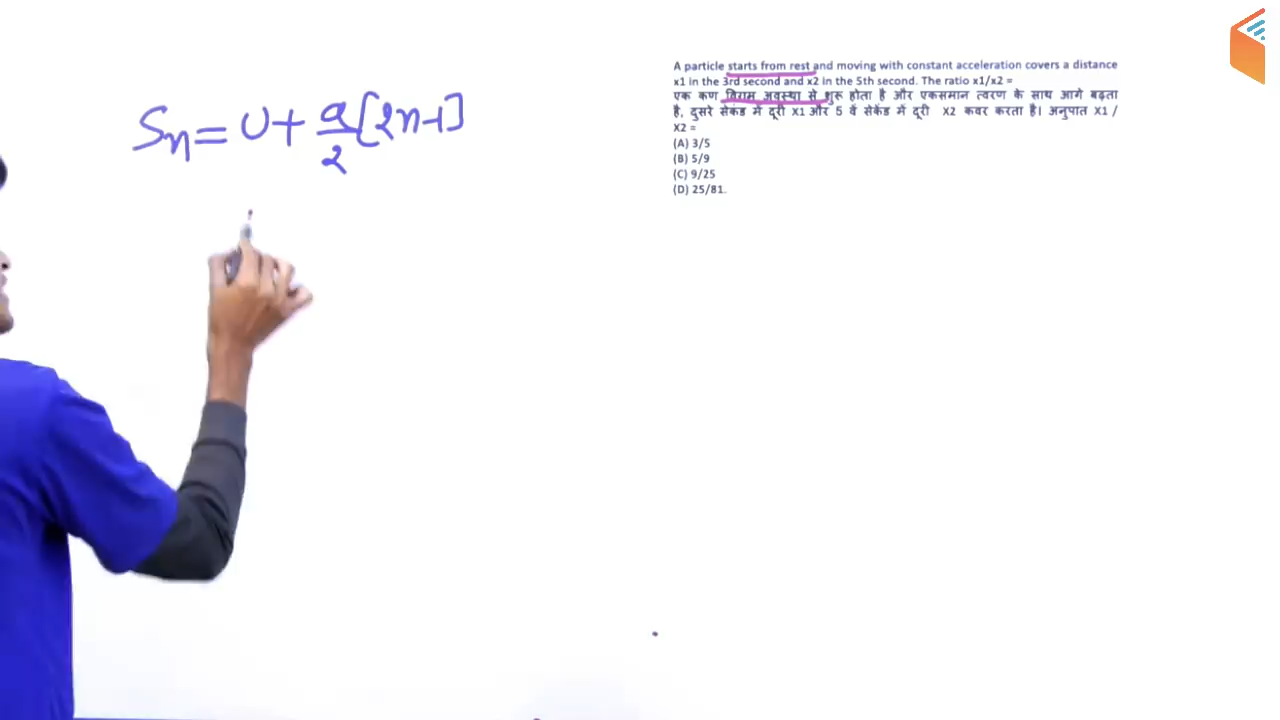 Sn = U + a/2 [2n-1]
A particle starts from rest and moving with constant acceleration covers a distance
x1 in the 3rd second and x2 in the 5th second. The ratio x1/x2 =
एक कण विराम अवस्था से शुरू होता है और एकसमान त्वरण के साथ आगे बढ़ता
है, दुसरे सेकंड में दूरी X1 और 5 वें सेकेंड में दूरी X2 कवर करता है। अनुपात X1 /
X2 =
(A) 3/5
(B) 5/9
(C) 9/25
(D) 25/81.